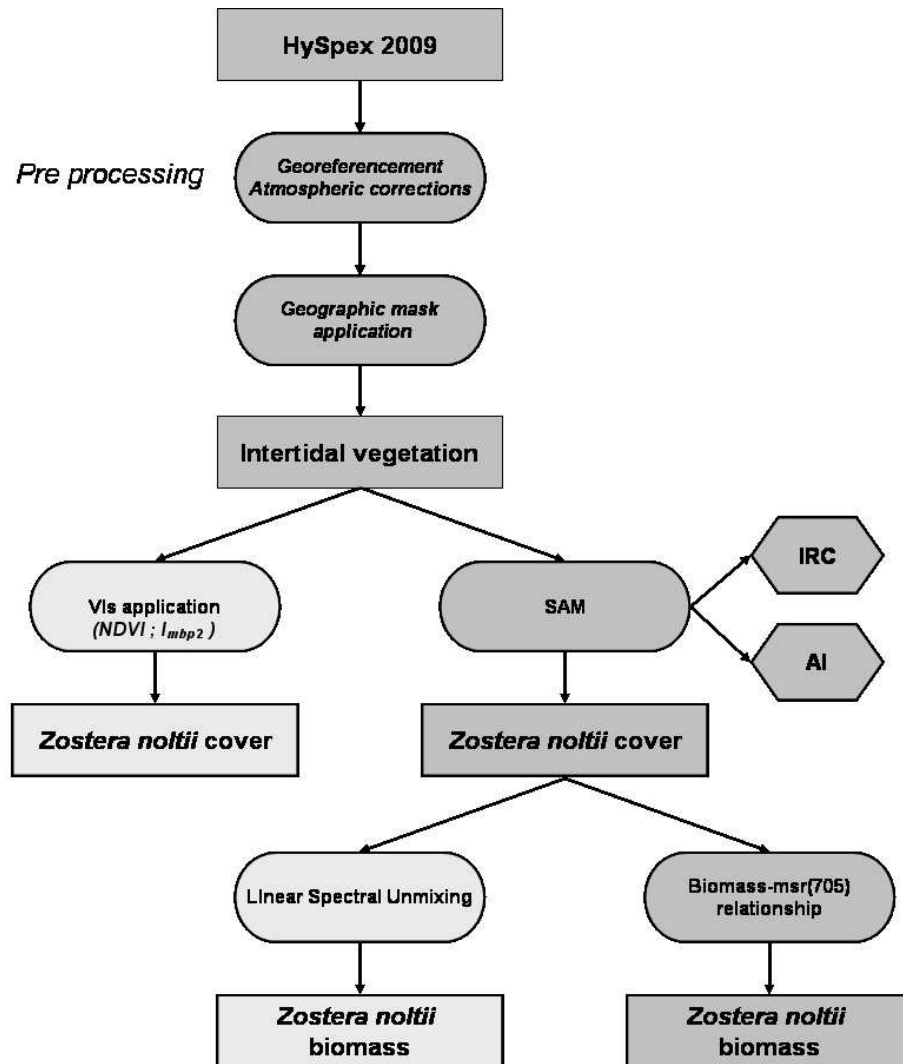 HySpex 2009
Pre processing
Georeferencement
Atmospheric corrections
Geographic mask
application
Intertidal vegetation
VIs application
(NDVI ; I_mbp2 )
SAM
IRC
AI
Zostera noltii cover
Zostera noltii cover
Linear Spectral Unmixing
Biomass-msr(705)
relationship
Zostera noltii
biomass
Zostera noltii
biomass